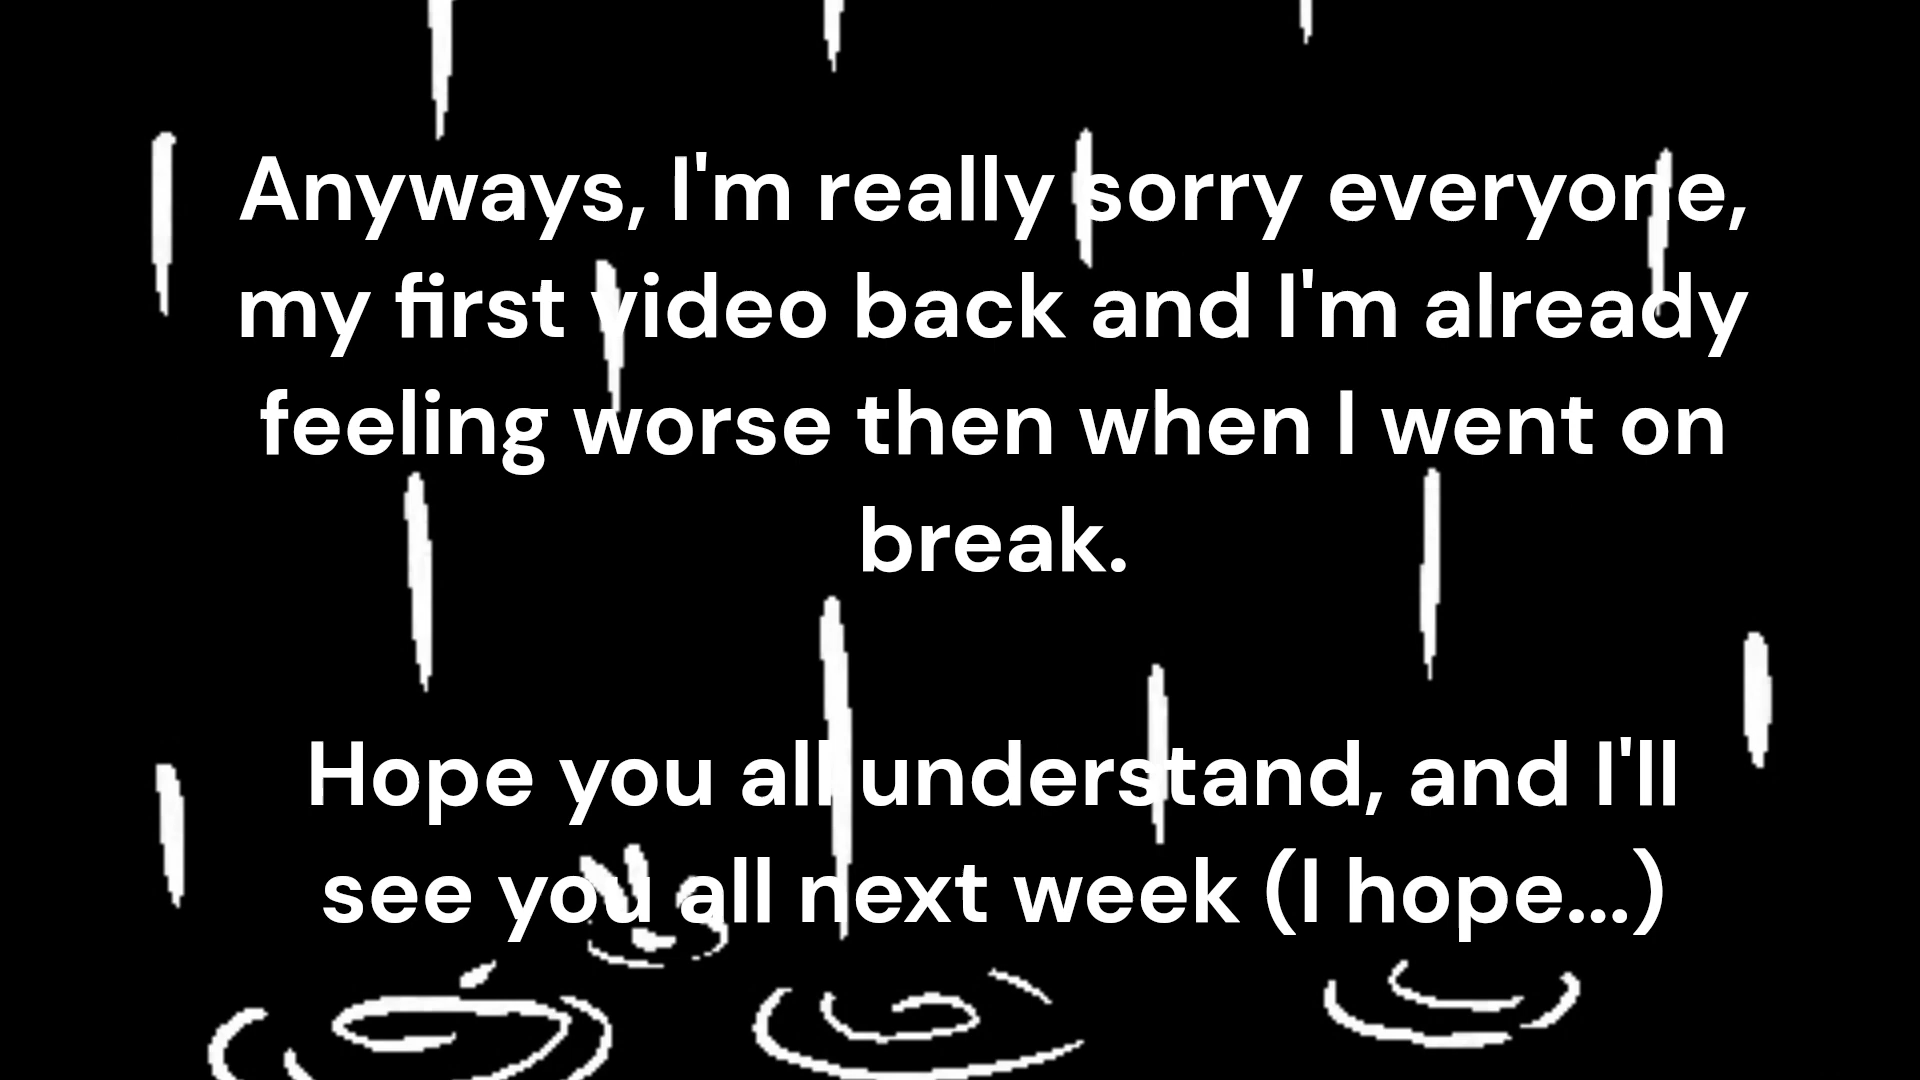 Anyways, I'm really sorry everyone,
my first video back and I'm already
feeling worse then when I went on
break.
Hope you all understand, and I'll
see you all next week (I hope...)